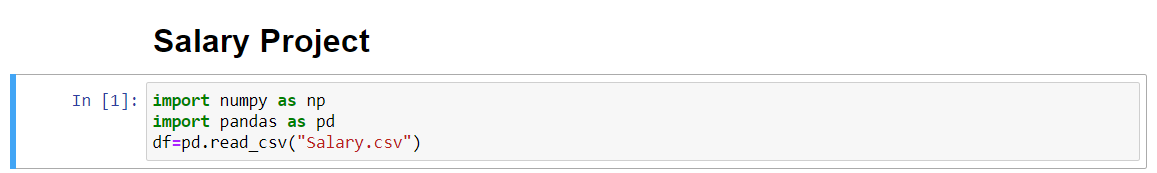 Salary Project
In [1]:
import numpy as np
import pandas as pd
df=pd.read_csv("Salary.csv")